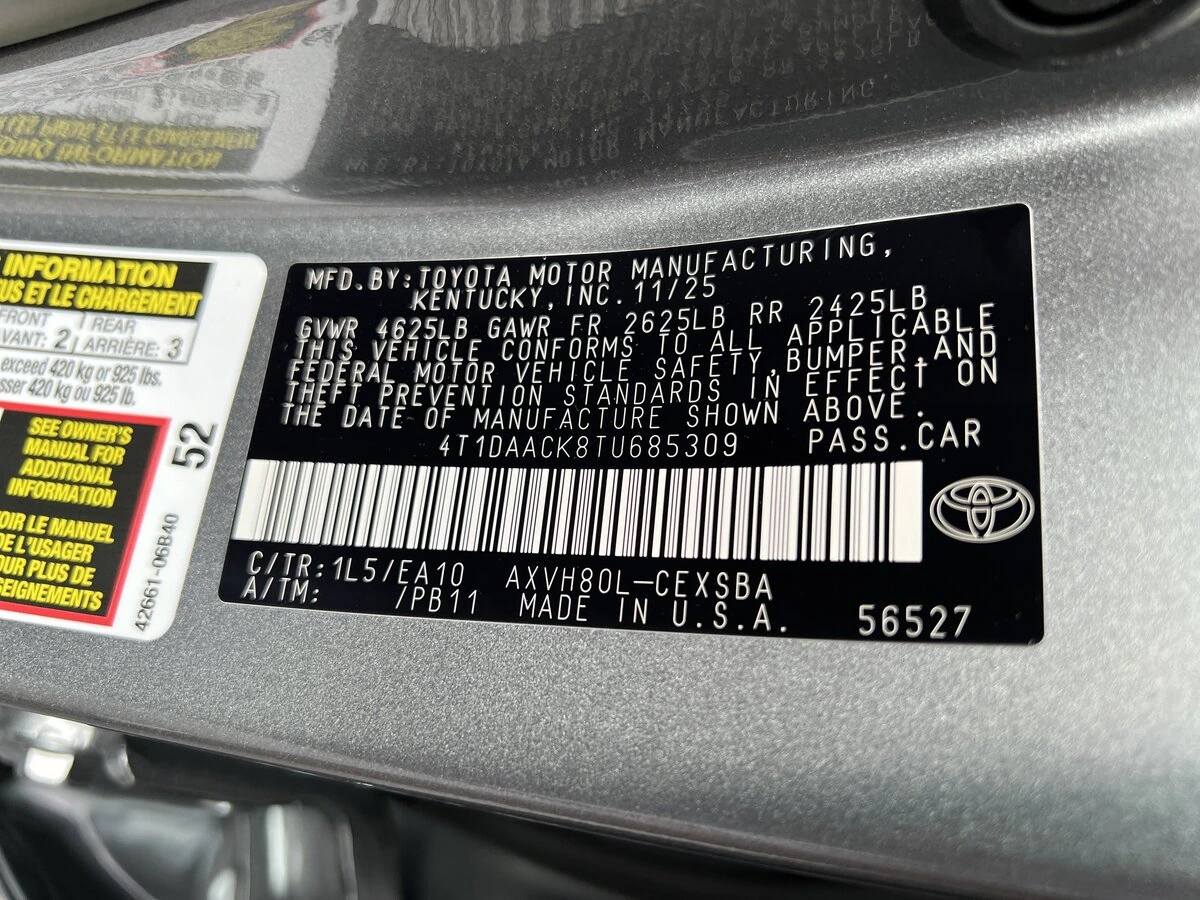 INFORMATION
US ET LE CHARGEMENT
FRONT REAR
AVANT: 2 ARRIÈRE: 3
exceed 420 kg or 925 lbs.
420 kg ou 925 lb.
SEE OWNER'S
MANUAL FOR
ADDITIONAL
INFORMATION
OIR LE MANUEL
DE L'USAGER
OUR PLUS DE
SEIGNEMENTS
52
42661-06B40
MFD.BY:TOYOTA MOTOR MANUFACTURING,
KENTUCKY,INC.11/25
GVWR 4625LB GAWR FR 2625LB RR 2425LB
THIS VEHICLE CONFORMS TO ALL APPLICABLE
FEDERAL MOTOR VEHICLE SAFETY,BUMPER,AND
THEFT PREVENTION STANDARDS IN EFFECT ON
THE DATE OF MANUFACTURE SHOWN ABOVE.
4T1DAACK8TU685309 PASS.CAR
C/TR:1L5/EA10 AXVH80L-CEXSBA
A/TM: /PB11 MADE IN U.S.A. 56527